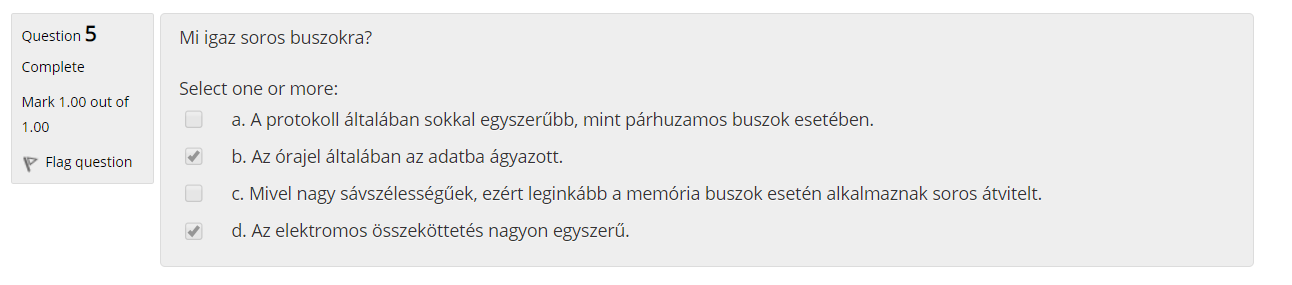 Question 5
Complete
Mark 1.00 out of
1.00
Flag question
Mi igaz soros buszokra?
Select one or more:
a. A protokoll általában sokkal egyszerűbb, mint párhuzamos buszok esetében.
b. Az órajel általában az adatba ágyazott.
c. Mivel nagy sávszélességűek, ezért leginkább a memória buszok esetén alkalmaznak soros átvitelt.
d. Az elektromos összeköttetés nagyon egyszerű.